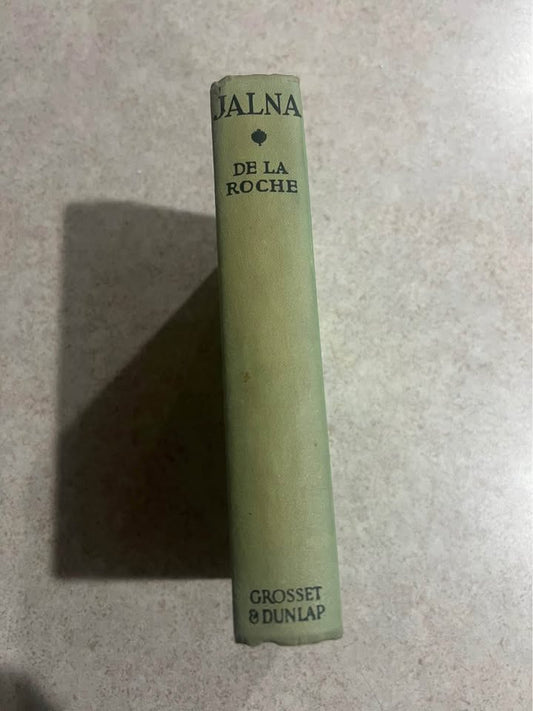 JALNA
DE LA
ROCHE
GROSSET
& DUNLAP